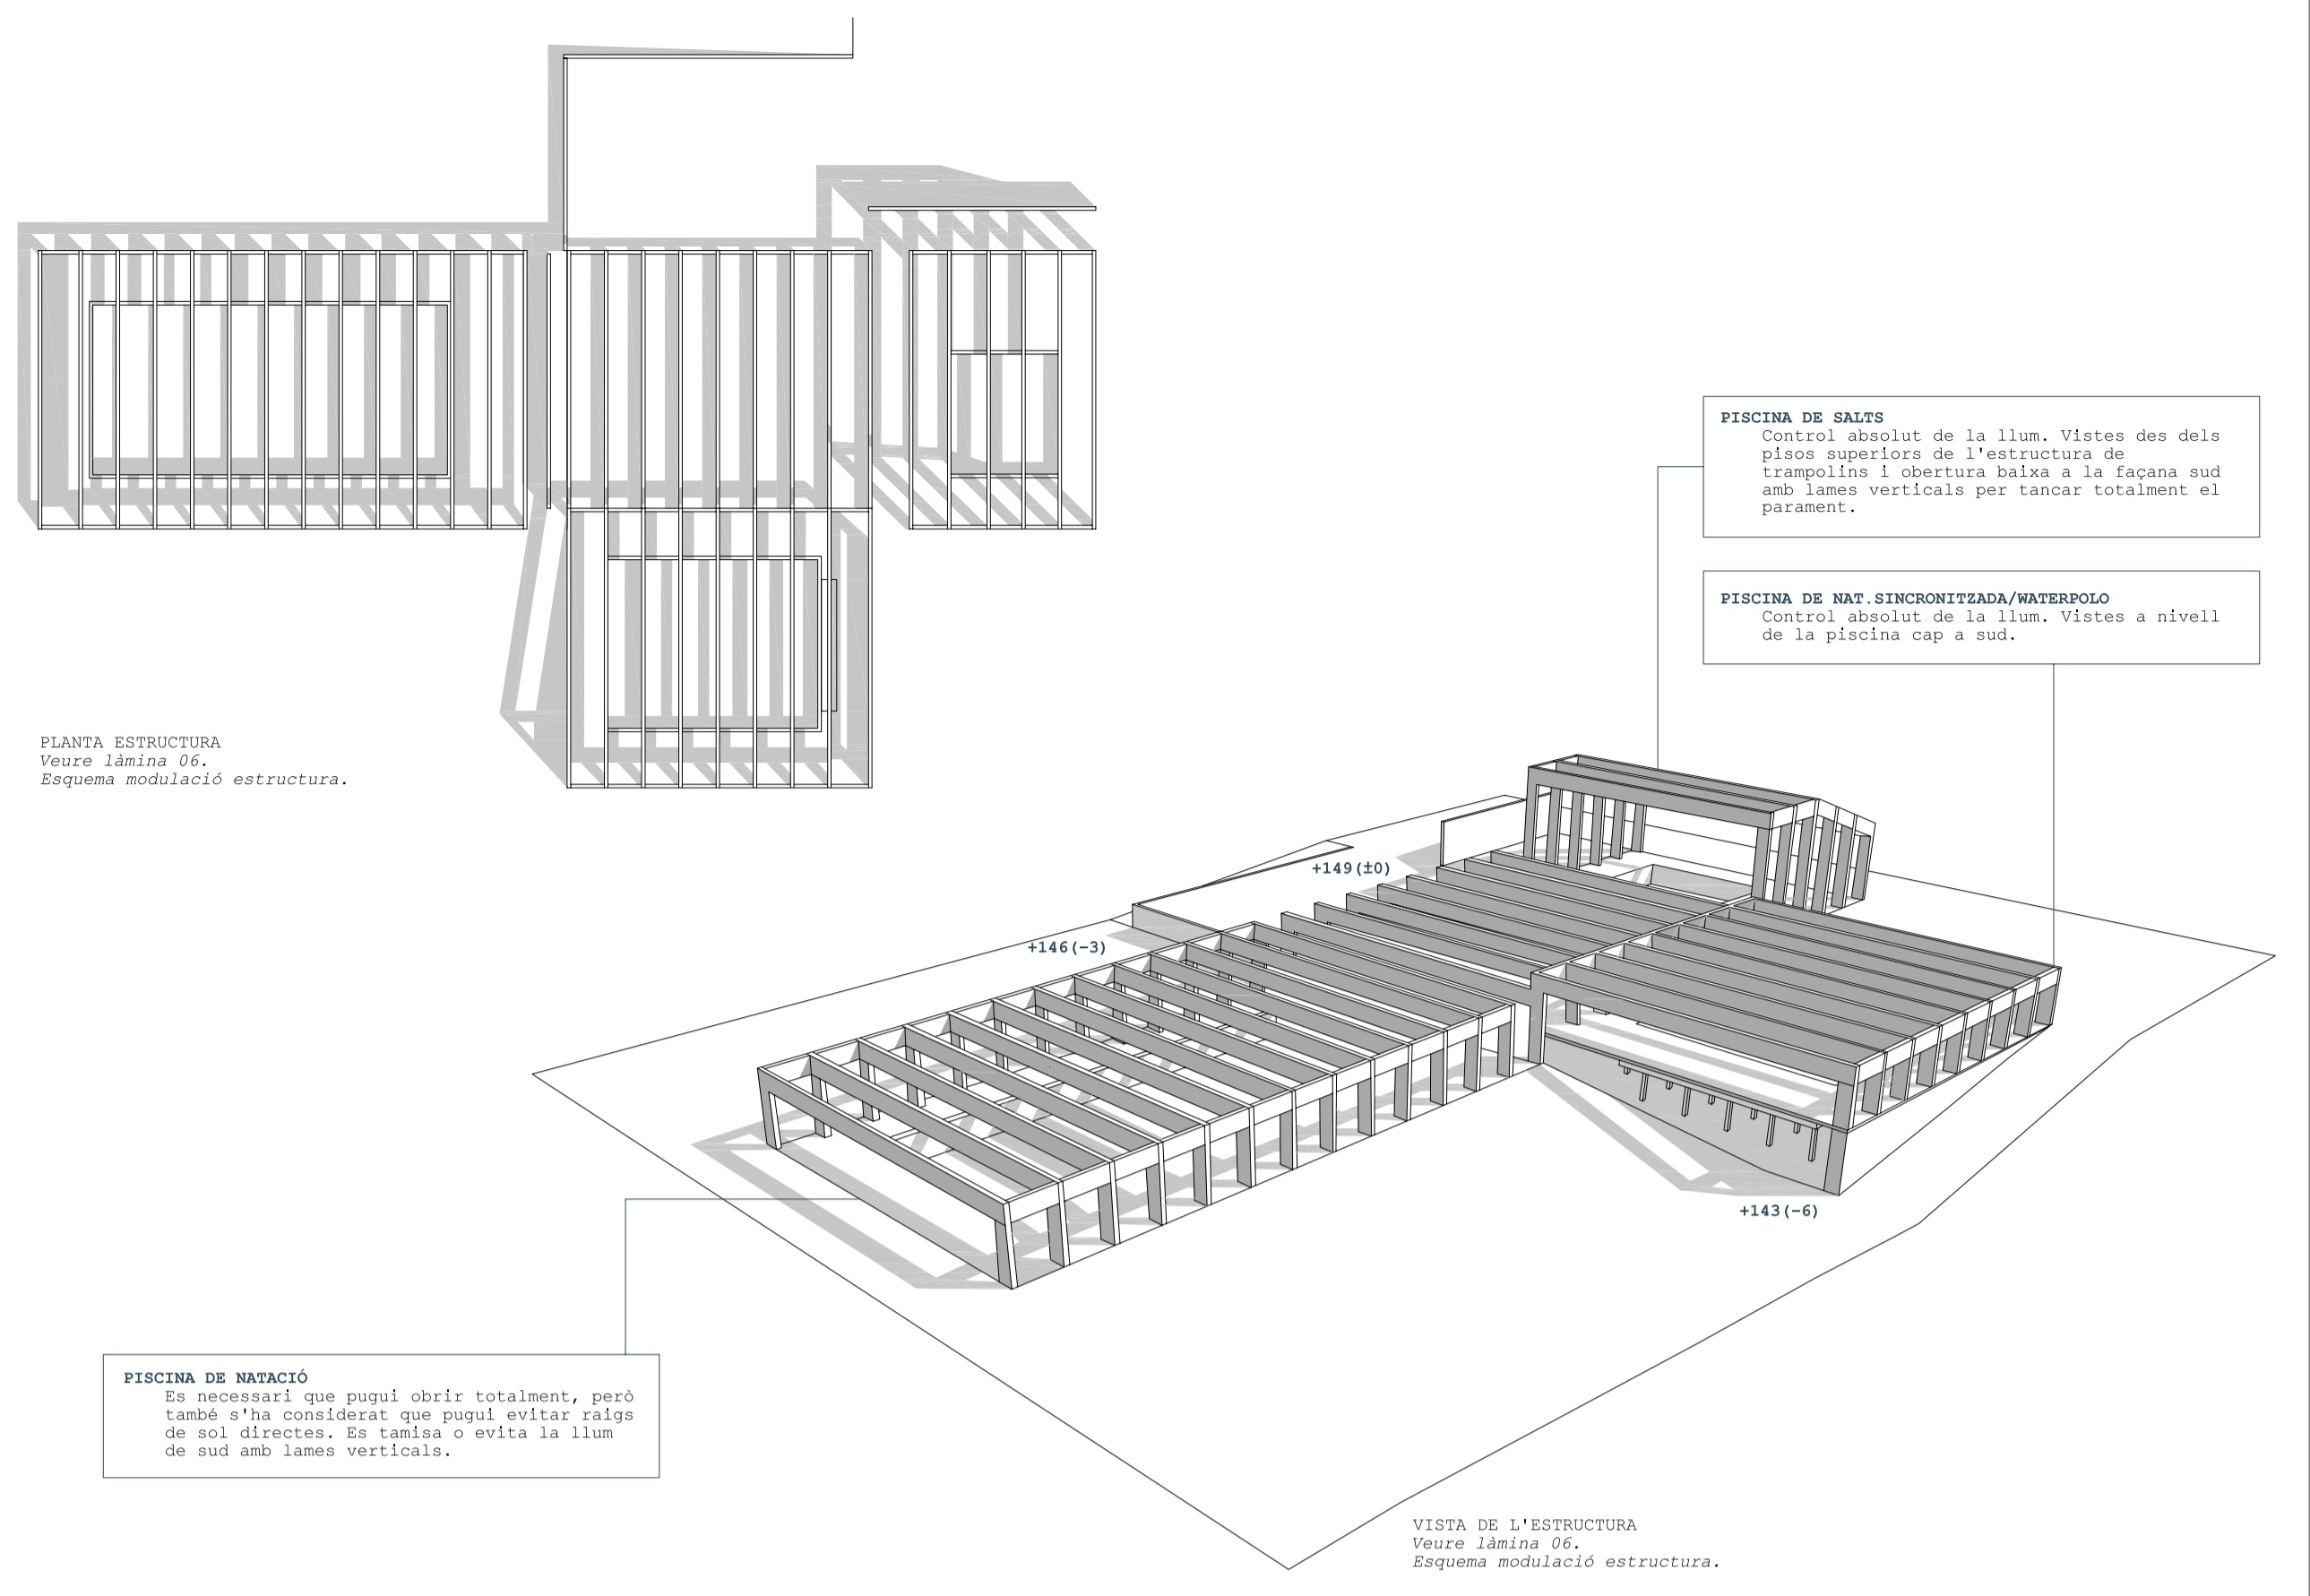 PISCINA DE SALTS
Control absolut de la llum. Vistes des dels
pisos superiors de l'estructura de
trampolins i obertura baixa a la façana sud
amb lames verticals per tancar totalment el
parament.
PISCINA DE NAT.SINCRONITZADA/WATERPOLO
Control absolut de la llum. Vistes a nivell
de la piscina cap a sud.
PLANTA ESTRUCTURA
Veure làmina 06.
Esquema modulació estructura.
+149(±0)
+146(-3)
+143(-6)
PISCINA DE NATACIÓ
Es necessari que pugui obrir totalment, però
també s'ha considerat que pugui evitar raigs
de sol directes. Es tamisa o evita la llum
de sud amb lames verticals.
VISTA DE L'ESTRUCTURA
Veure làmina 06.
Esquema modulació estructura.